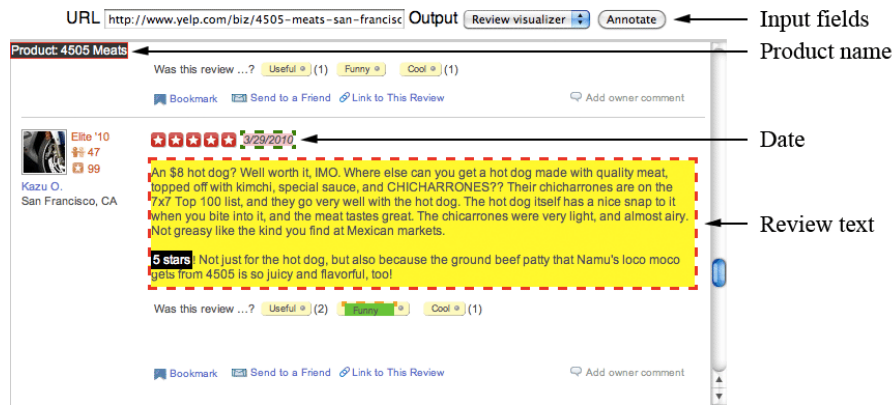 URL http://www.yelp.com/biz/4505-meats-san-francisc Output Review visualizer Annotate Input fields
Product: 4505 Meats Product name
Was this review ...? Useful (1) Funny Cool (1)
Bookmark Send to a Friend Link to This Review Add owner comment
Elite '10 3/29/2010 Date
47
99
Kazu O.
San Francisco, CA
An $8 hot dog? Well worth it, IMO. Where else can you get a hot dog made with quality meat,
topped off with kimchi, special sauce, and CHICHARRONES?? Their chicharrones are on the
7x7 Top 100 list, and they go very well with the hot dog. The hot dog itself has a nice snap to it
when you bite into it, and the meat tastes great. The chicarrones were very light, and almost airy.
Not greasy like the kind you find at Mexican markets.
Review text
5 stars! Not just for the hot dog, but also because the ground beef patty that Namu's loco moco
gets from 4505 is so juicy and flavorful, too!
Was this review ...? Useful (2) Funny Cool (1)
Bookmark Send to a Friend Link to This Review Add owner comment